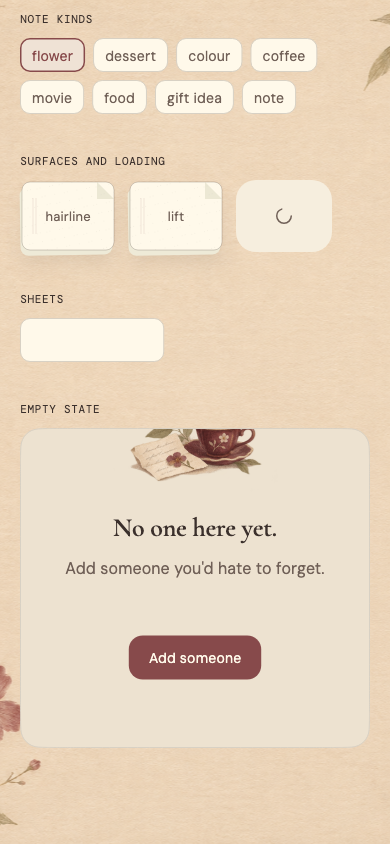 NOTE KINDS
flower dessert colour coffee
movie food gift idea note
SURFACES AND LOADING
hairline lift
SHEETS
EMPTY STATE
No one here yet.
Add someone you'd hate to forget.
Add someone